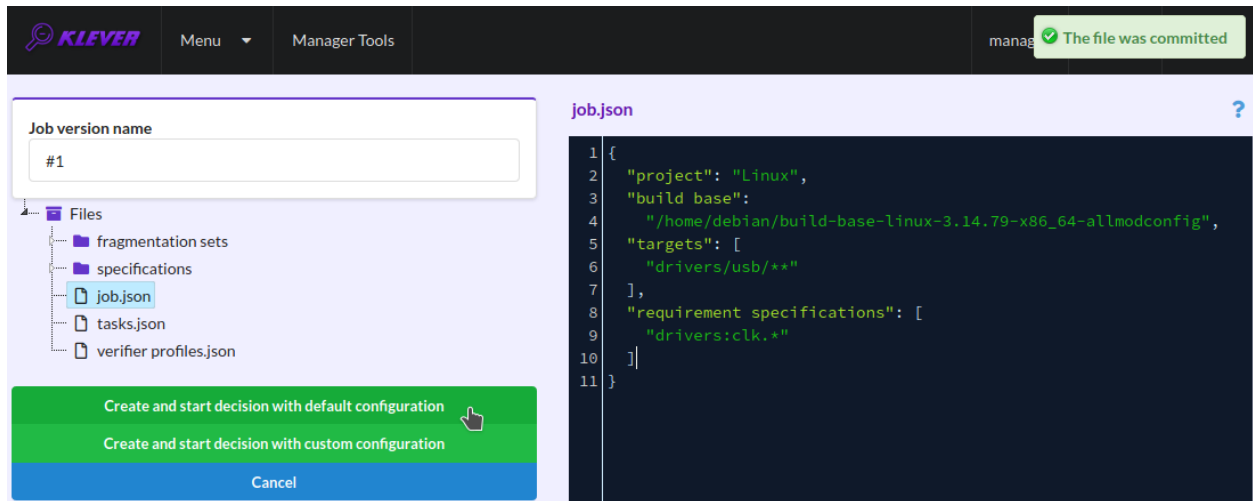 KLEVER
Menu
Manager Tools
manag
The file was committed
Job version name
#1
Files
fragmentation sets
specifications
job.json
tasks.json
verifier profiles.json
Create and start decision with default configuration
Create and start decision with custom configuration
Cancel
job.json
?
1 {
2 "project": "Linux",
3 "build base":
4 "/home/debian/build-base-linux-3.14.79-x86_64-allmodconfig",
5 "targets": [
6 "drivers/usb/**"
7 ],
8 "requirement specifications": [
9 "drivers:clk.*"
10 ]
11 }